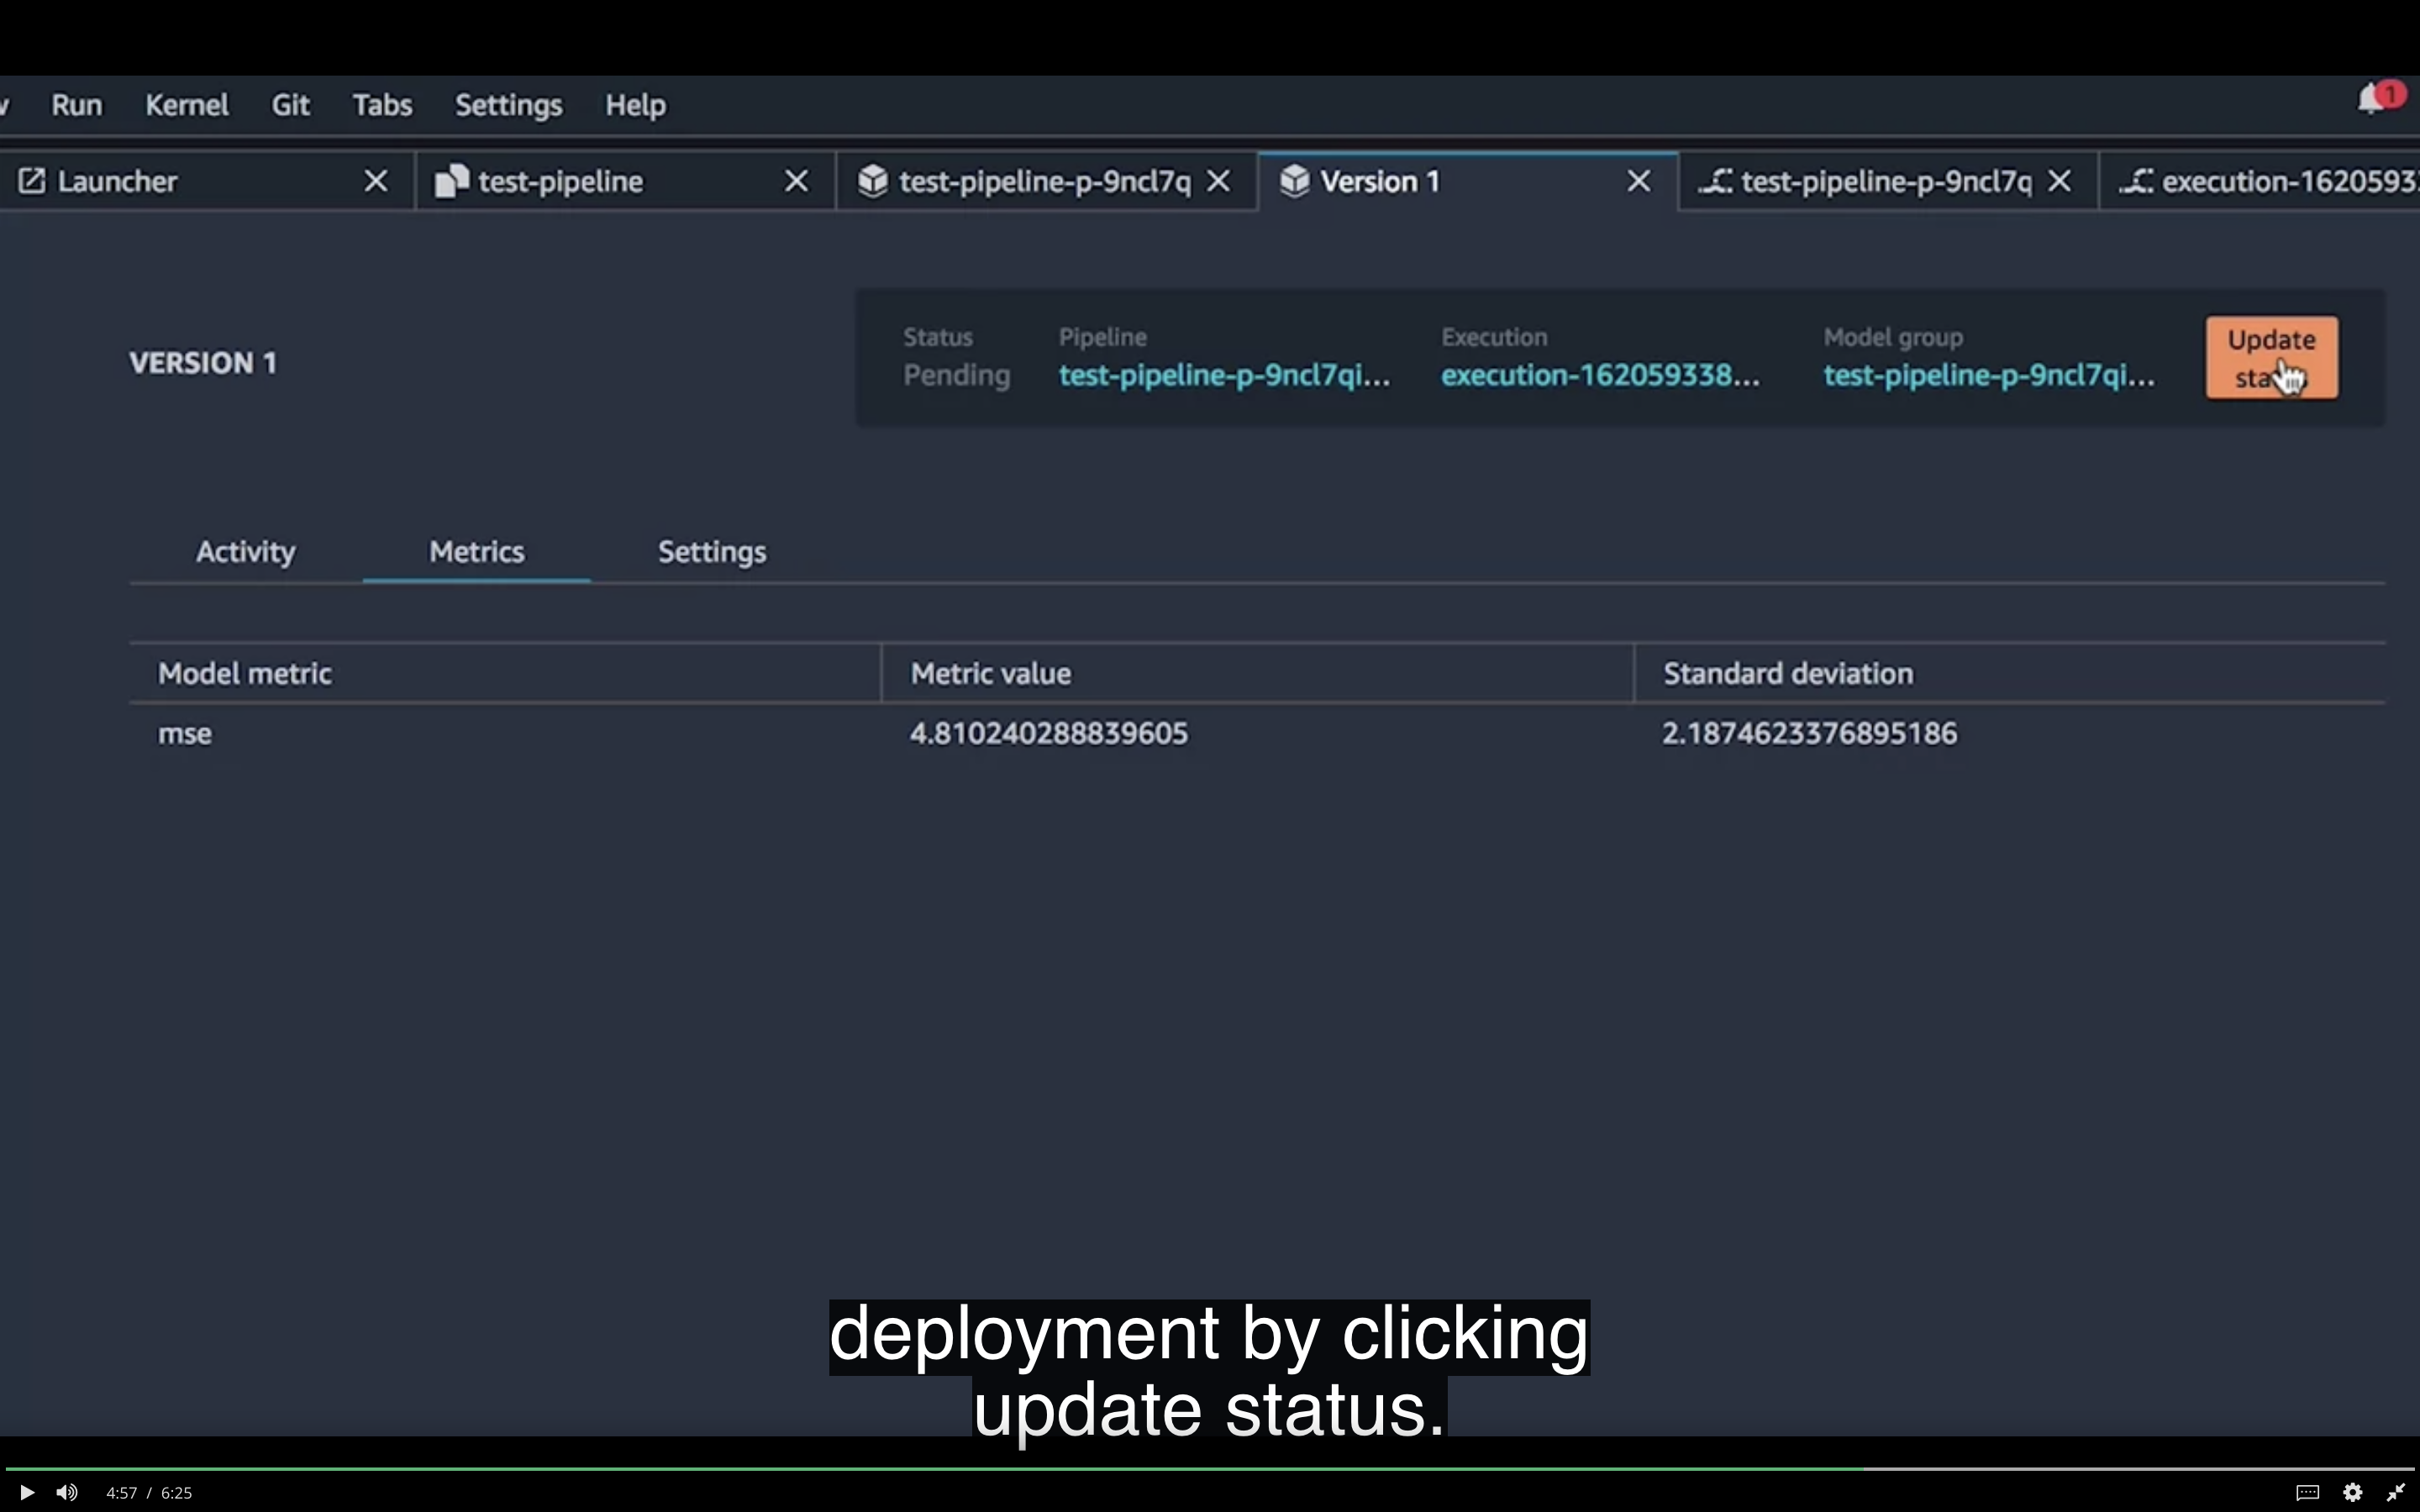 Run Kernel Git Tabs Settings Help 1
Launcher test-pipeline test-pipeline-p-9ncl7q Version 1 test-pipeline-p-9ncl7q execution-1620593
VERSION 1
Status Pipeline Execution Model group
Pending test-pipeline-p-9ncl7qi... execution-162059338... test-pipeline-p-9ncl7qi...
Update
Activity Metrics Settings
Model metric Metric value Standard deviation
mse 4.810240288839605 2.1874623376895186
deployment by clicking
update status.
4:57 / 6:25